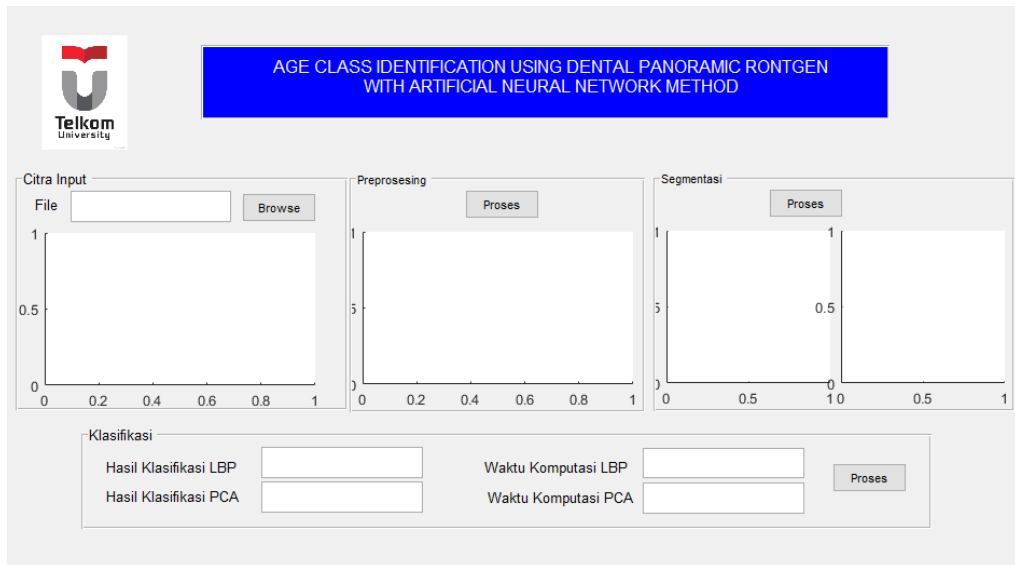 AGE CLASS IDENTIFICATION USING DENTAL PANORAMIC RONTGEN
WITH ARTIFICIAL NEURAL NETWORK METHOD
Telkom
University
Citra Input
File
Browse
1
0.5
0
0 0.2 0.4 0.6 0.8 1
Preprosesing
Proses
1
5
0
0 0.2 0.4 0.6 0.8 1
Segmentasi
Proses
1
5
0
0 0.5 1
1
0.5
0
0 0.5 1
Klasifikasi
Hasil Klasifikasi LBP
Hasil Klasifikasi PCA
Waktu Komputasi LBP
Waktu Komputasi PCA
Proses